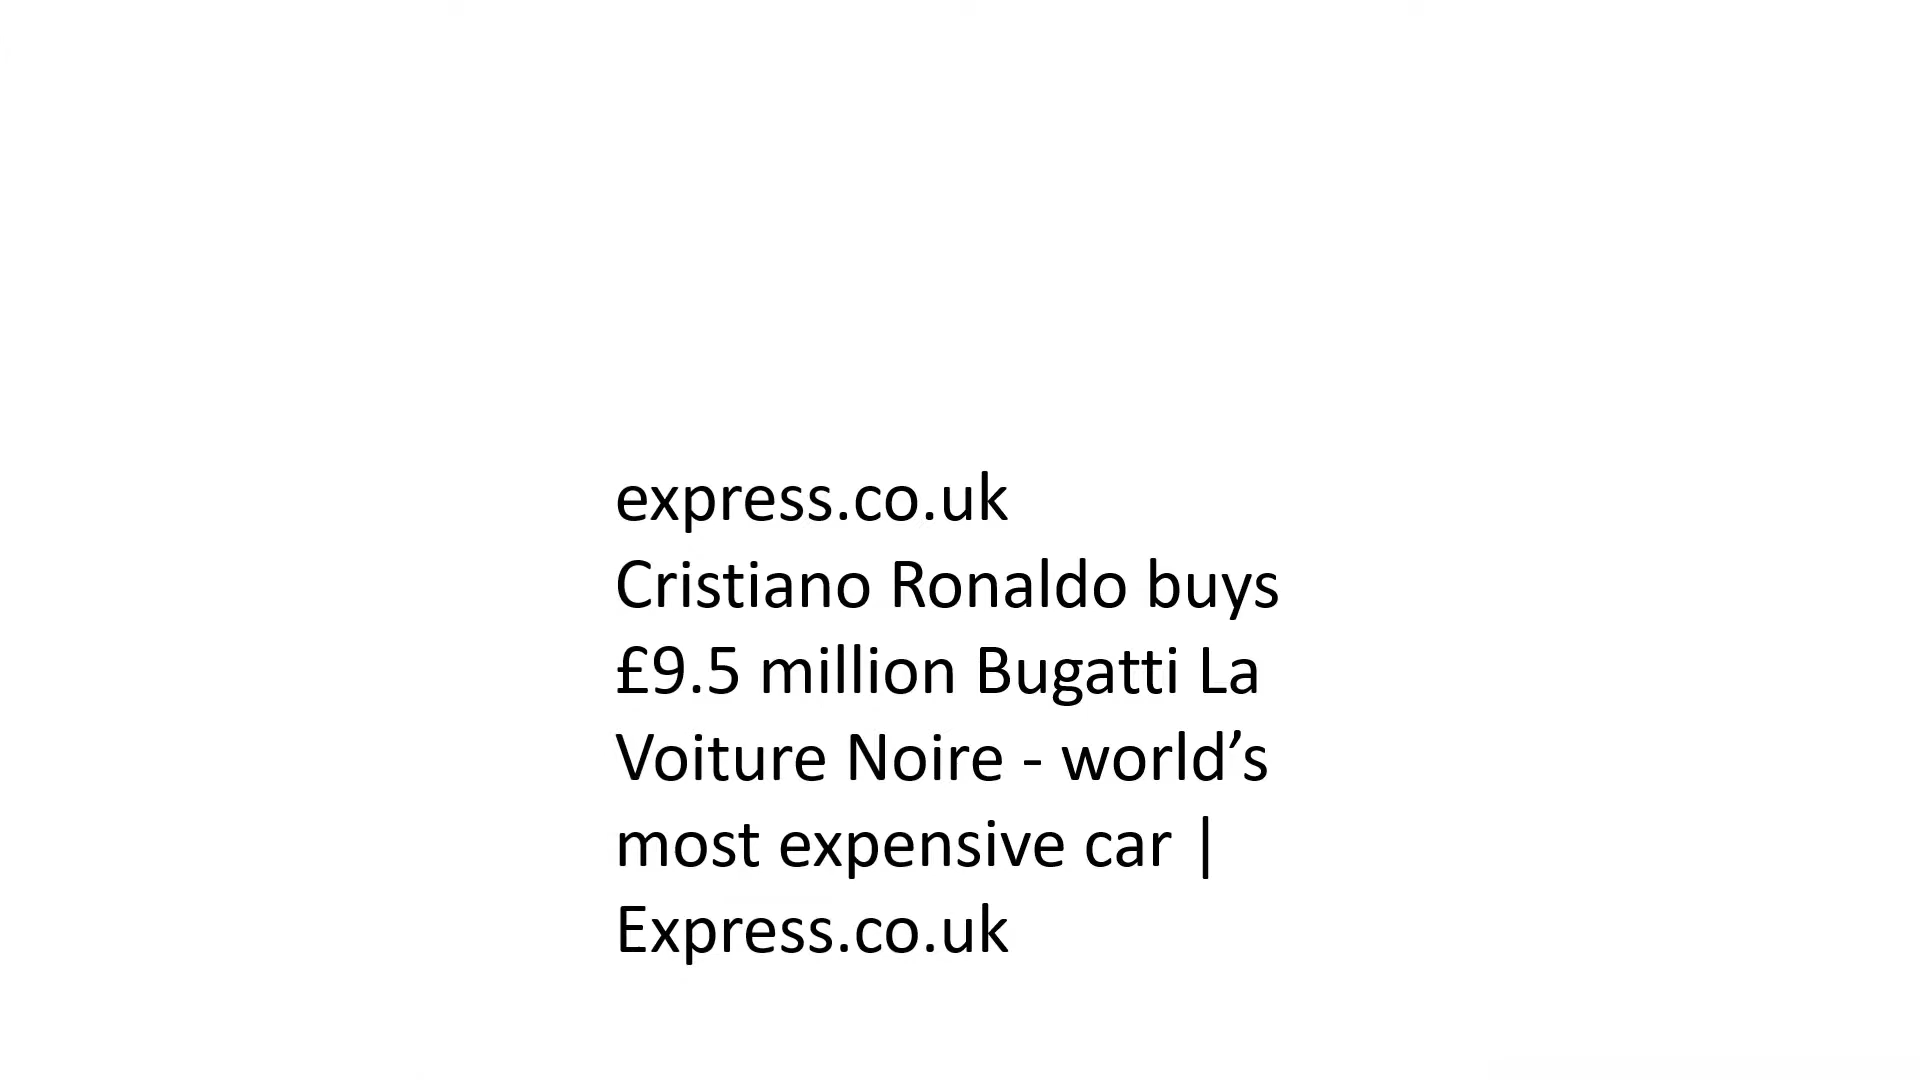 express.co.uk
Cristiano Ronaldo buys
£9.5 million Bugatti La
Voiture Noire - world’s
most expensive car |
Express.co.uk